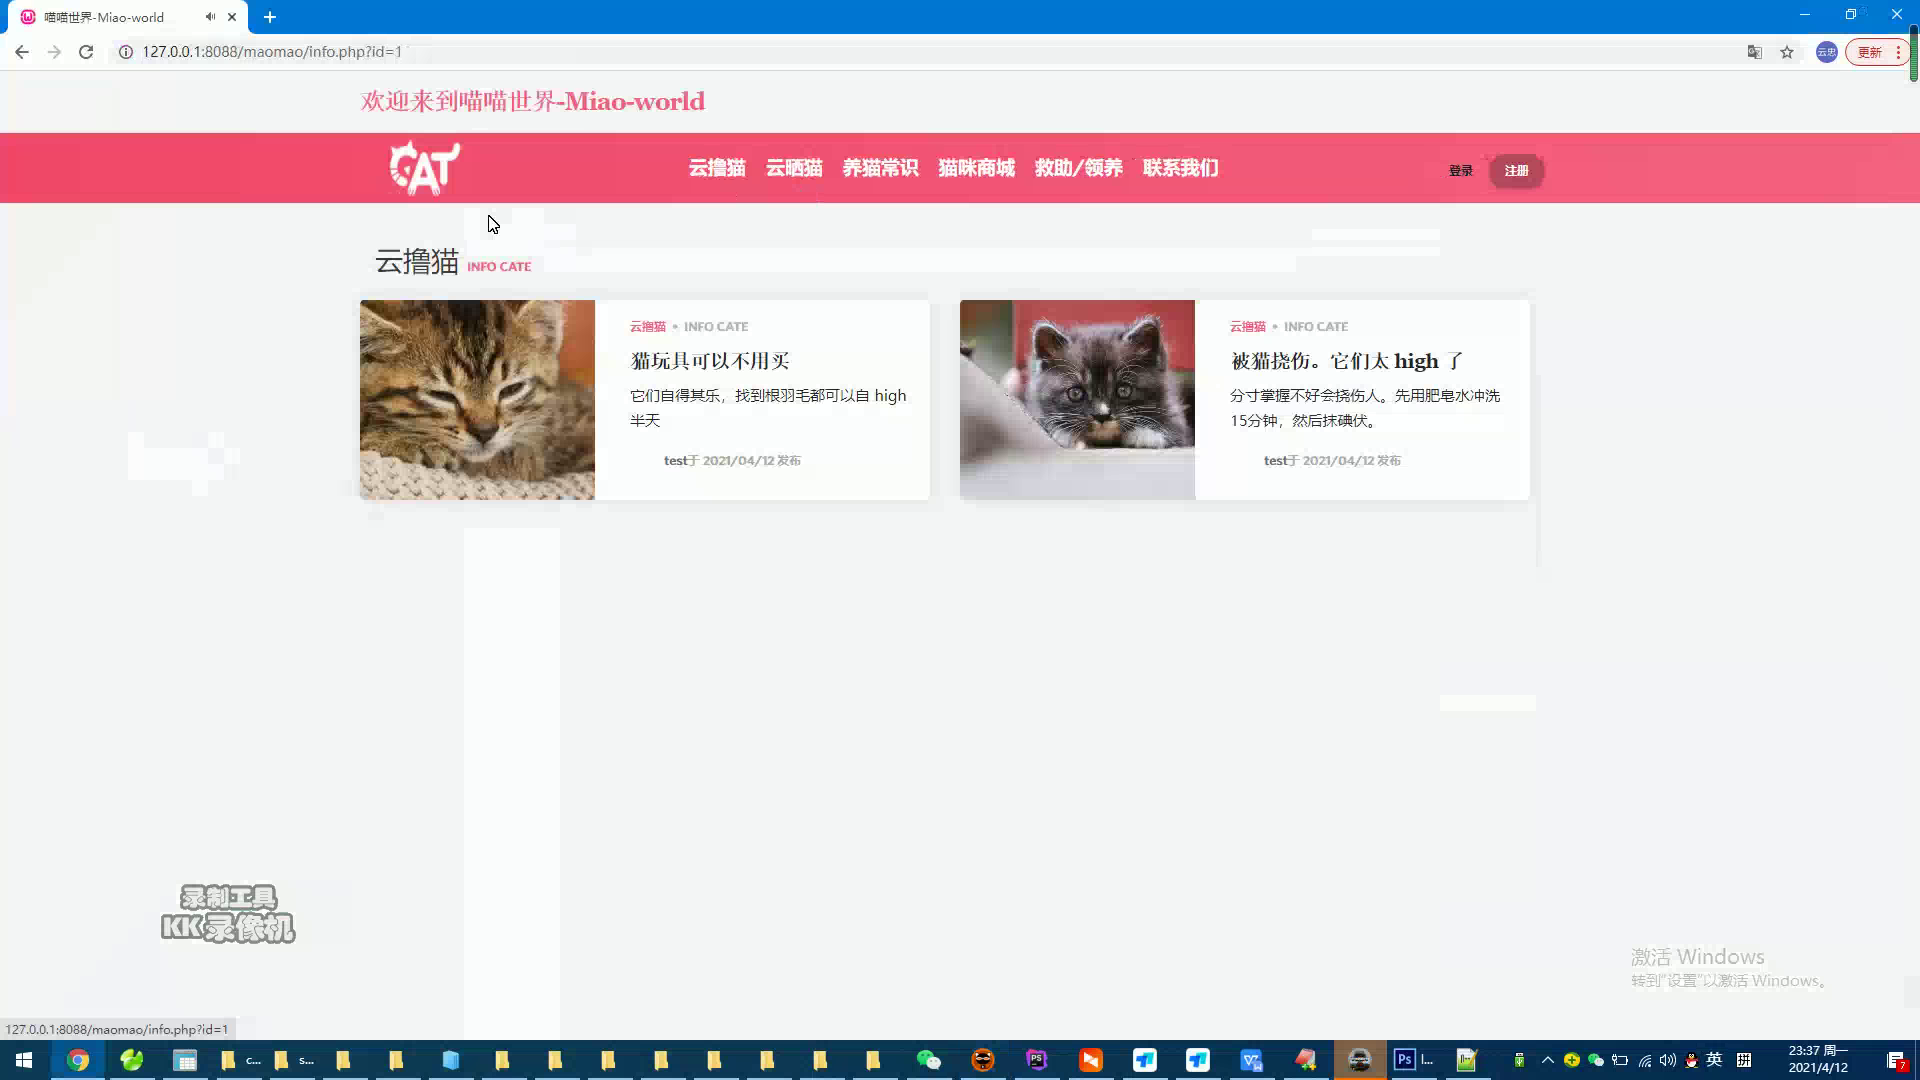 喵喵世界-Miao-world
127.0.0.1:8088/maomao/info.php?id=1
更新
欢迎来到喵喵世界-Miao-world
CAT
云撸猫 云晒猫 养猫常识 猫咪商城 救助/领养 联系我们
登录 注册
云撸猫 INFO CATE
云撸猫 • INFO CATE
猫玩具可以不用买
它们自得其乐，找到根羽毛都可以自 high
半天
test于 2021/04/12 发布
云撸猫 • INFO CATE
被猫挠伤。它们太 high 了
分寸掌握不好会挠伤人。先用肥皂水冲洗
15分钟，然后抹碘伏。
test于 2021/04/12 发布
录制工具
KK录像机
激活 Windows
转到"设置"以激活 Windows。
127.0.0.1:8088/maomao/info.php?id=1
c...
s...
PS
Ps
I...
英
拼
23:37 周一
2021/4/12
7